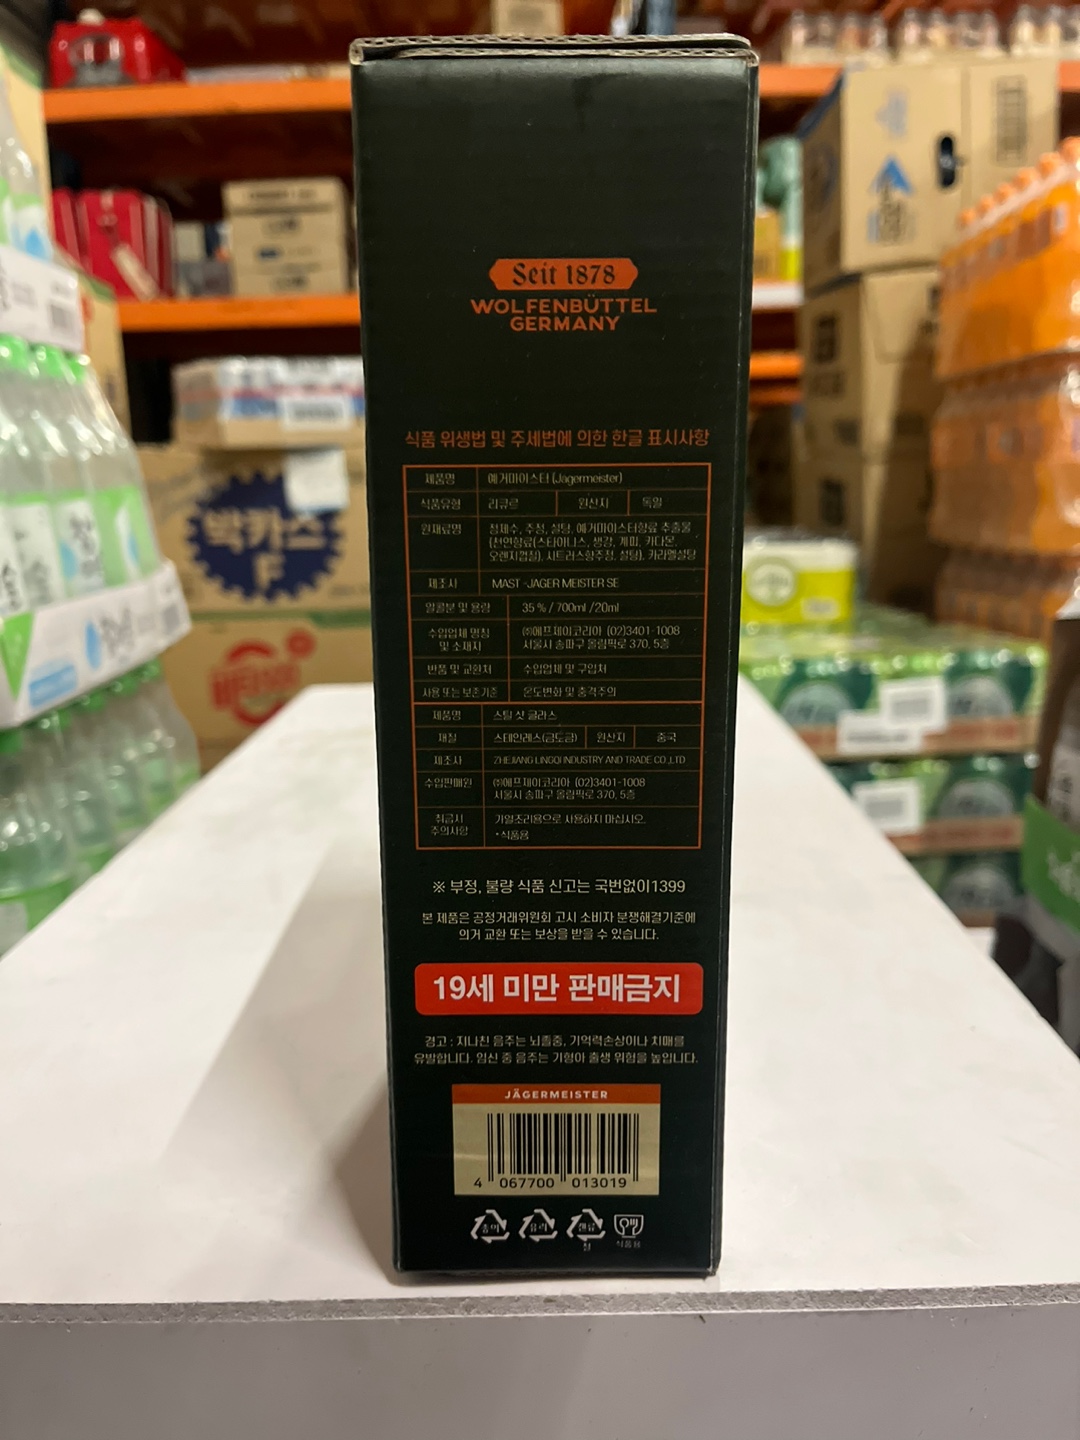 Seit 1878
WOLFENBÜTTEL
GERMANY
식품 위생법 및 주세법에 의한 한글 표시사항
제품명 예거마이스터 (Jagermeister)
식품유형 리큐르 원산지 독일
원재료명 정제수, 주정, 설탕, 예거마이스터향료 추출물
(천연향료(스타아니스, 생강, 계피, 카다몬,
오렌지껍질), 시트러스향주정, 설탕), 카라멜설탕
제조사 MAST -JAGER MEISTER SE
알콜분 및 용량 35 % / 700ml /20ml
수입업체 명칭 및 소재지 ㈜에프제이코리아 (02)3401-1008
서울시 송파구 올림픽로 370, 5층
반품 및 교환처 수입업체 및 구입처
사용 또는 보존기준 온도변화 및 충격주의
제품명 스틸 샷 글라스
재질 스테인레스(금도금) 원산지 중국
제조사 ZHEJIANG LINGQI INDUSTRY AND TRADE CO.,LTD
수입판매원 ㈜에프제이코리아 (02)3401-1008
서울시 송파구 올림픽로 370, 5층
취급시 주의사항 가열조리용으로 사용하지 마십시오.
• 식품용
※ 부정, 불량 식품 신고는 국번없이1399
본 제품은 공정거래위원회 고시 소비자 분쟁해결기준에
의거 교환 또는 보상을 받을 수 있습니다.
19세 미만 판매금지
경고 : 지나친 음주는 뇌졸중, 기억력손상이나 치매를
유발합니다. 임신 중 음주는 기형아 출생 위험을 높입니다.
JÄGERMEISTER
4 067700 013019
종이 유리 캔류 철 식품용
박카스
F